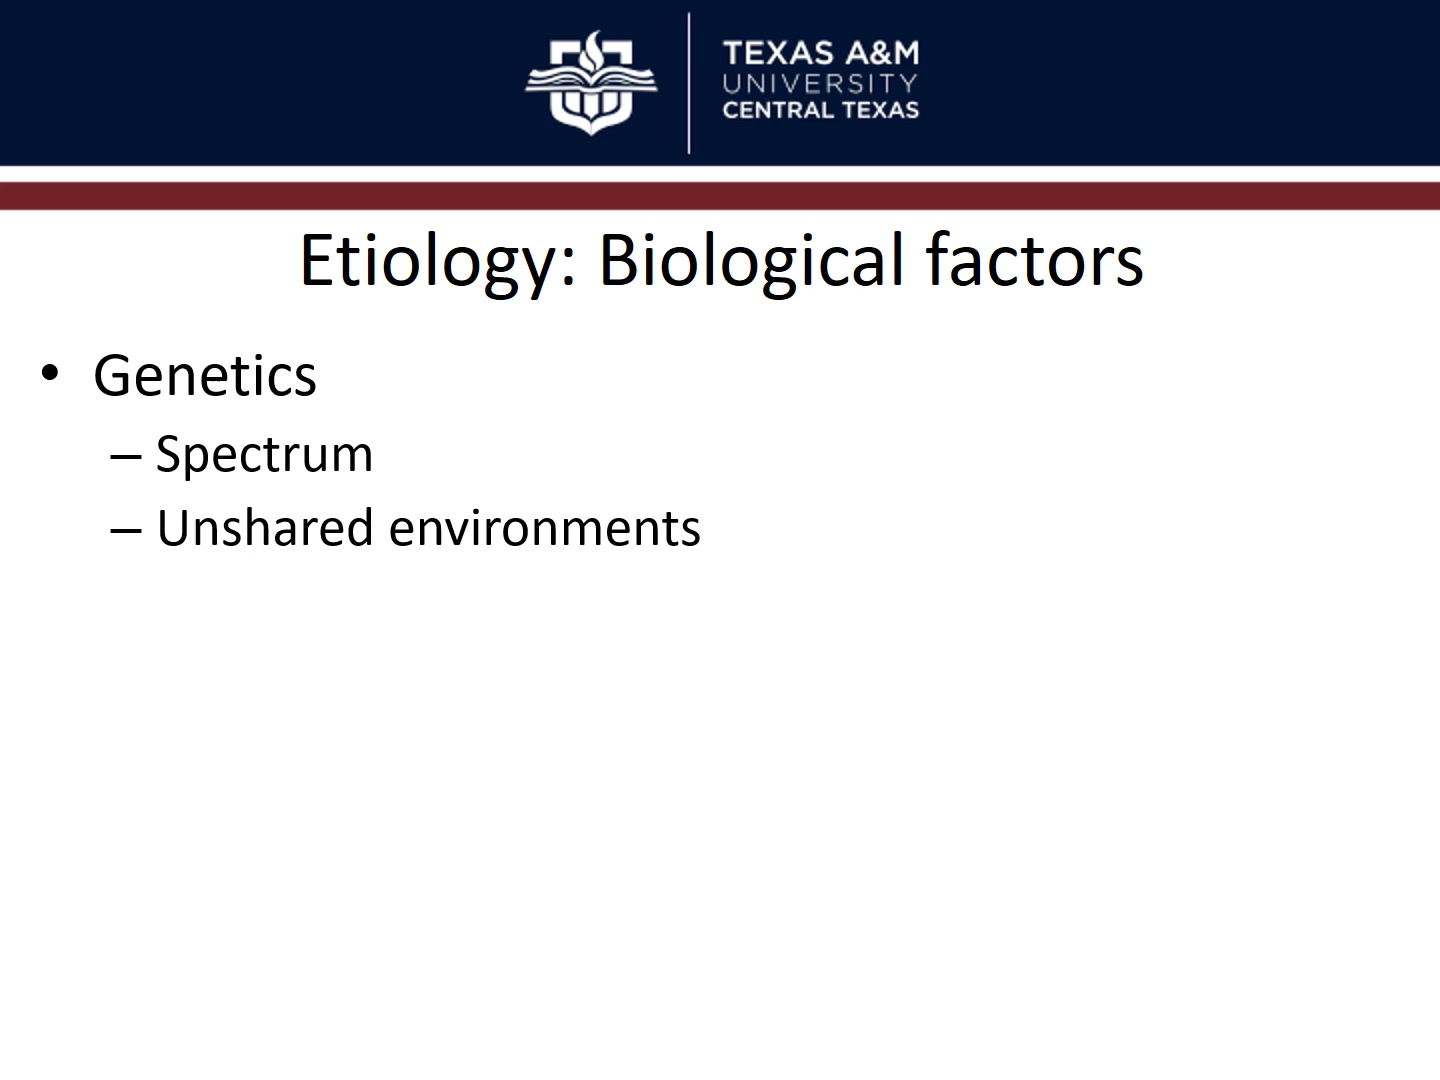 TEXAS A&M
UNIVERSITY
CENTRAL TEXAS
Etiology: Biological factors
• Genetics
– Spectrum
– Unshared environments